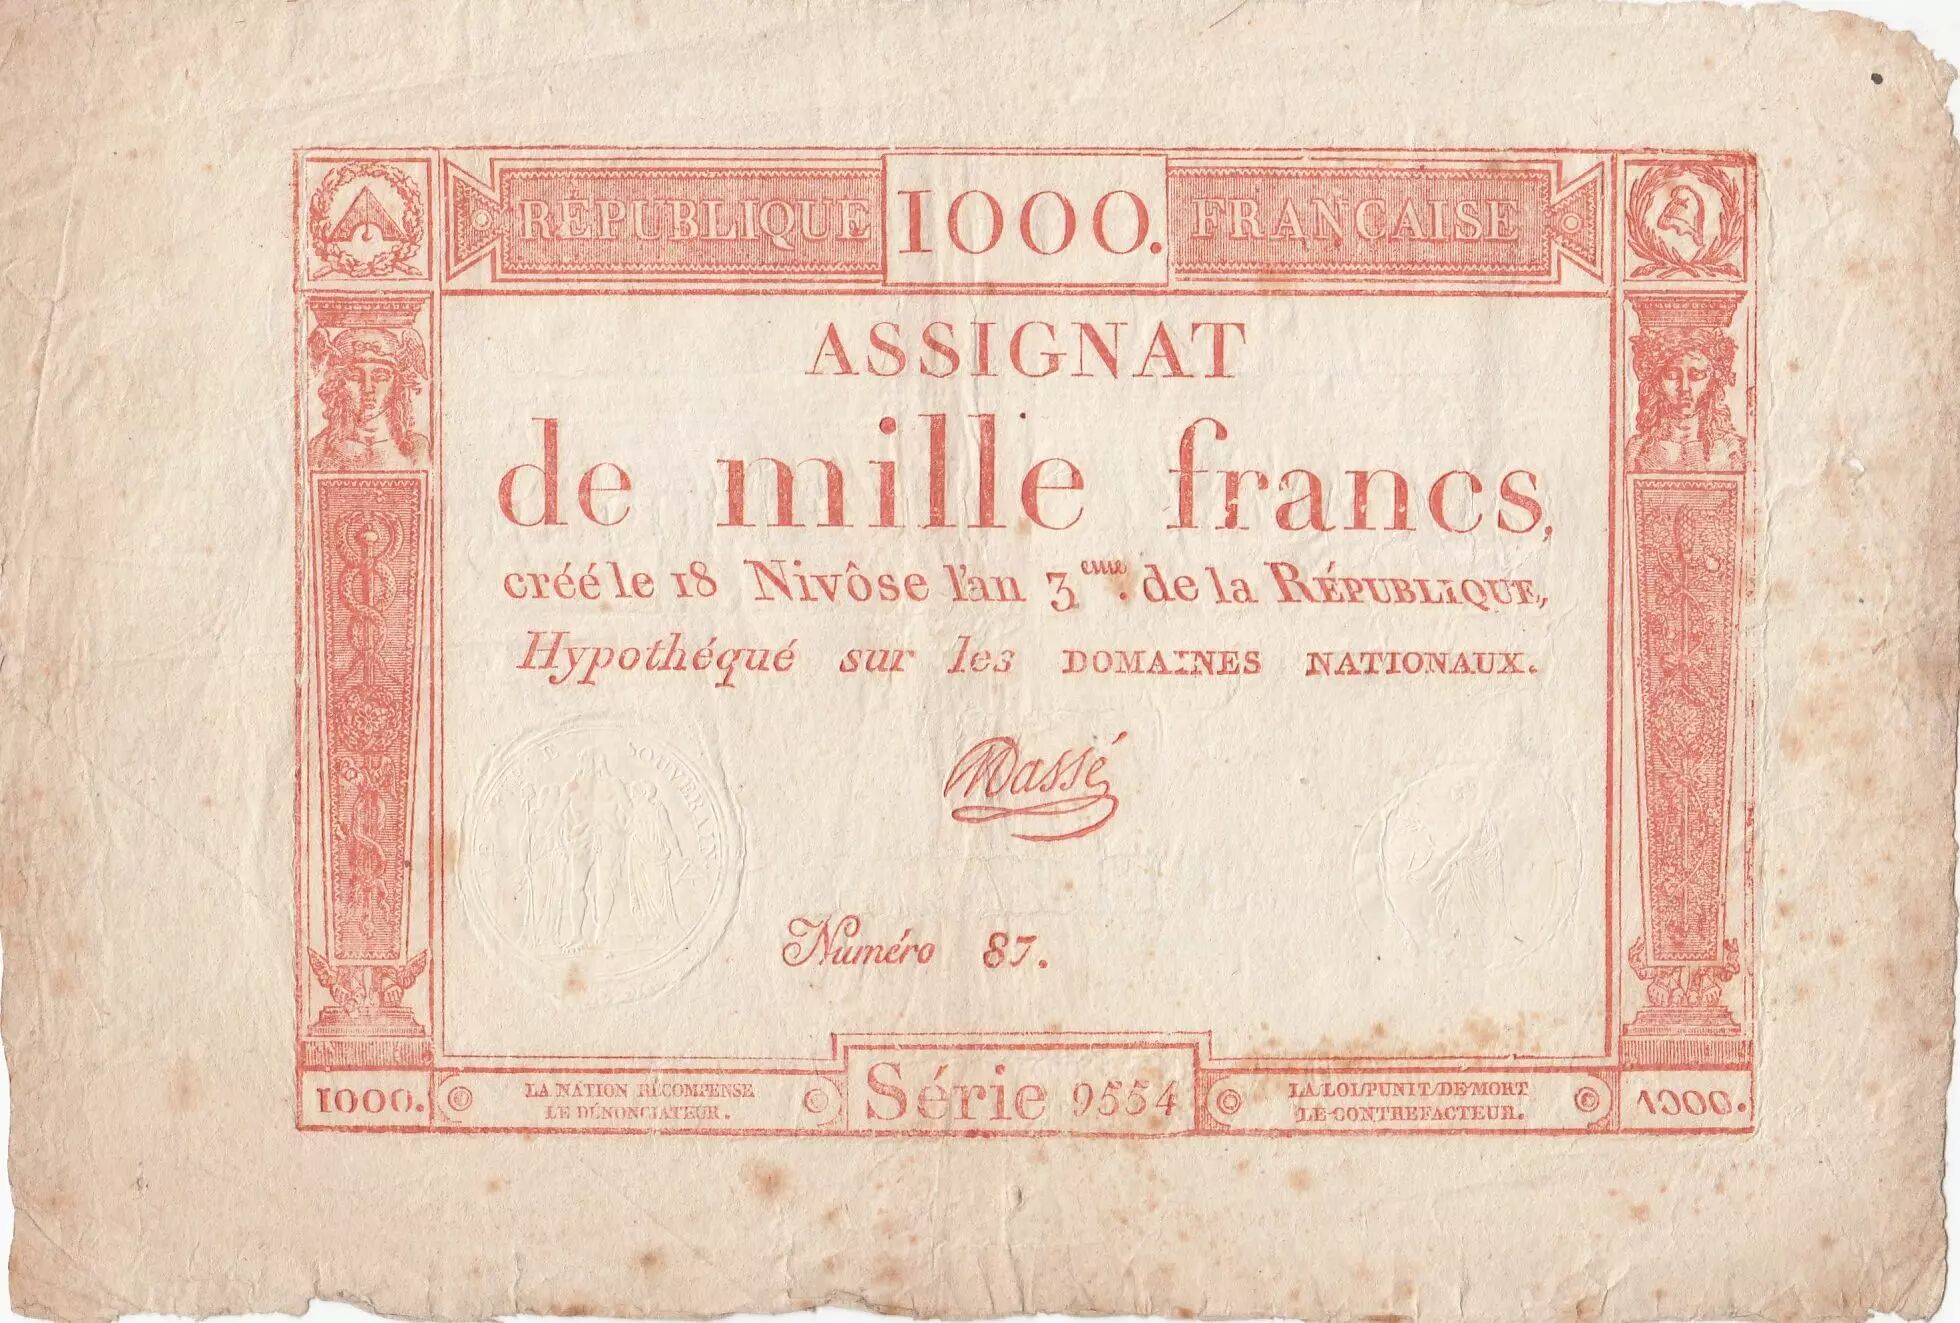 RÉPUBLIQUE 1000. FRANCAISE
ASSIGNAT
de mille francs,
créé le 18 Nivôse l'an 3eme. de la RÉPUBLIQUE,
Hypothéqué sur les DOMAINES NATIONAUX.
SOUVERAIN
Dassé
Numéro 87.
1000.
LA NATION RÉCOMPENSE
LE DÉNONCIATEUR.
Série 9554
LA LOI PUNIT DE MORT
LE CONTREFACTEUR.
1000.